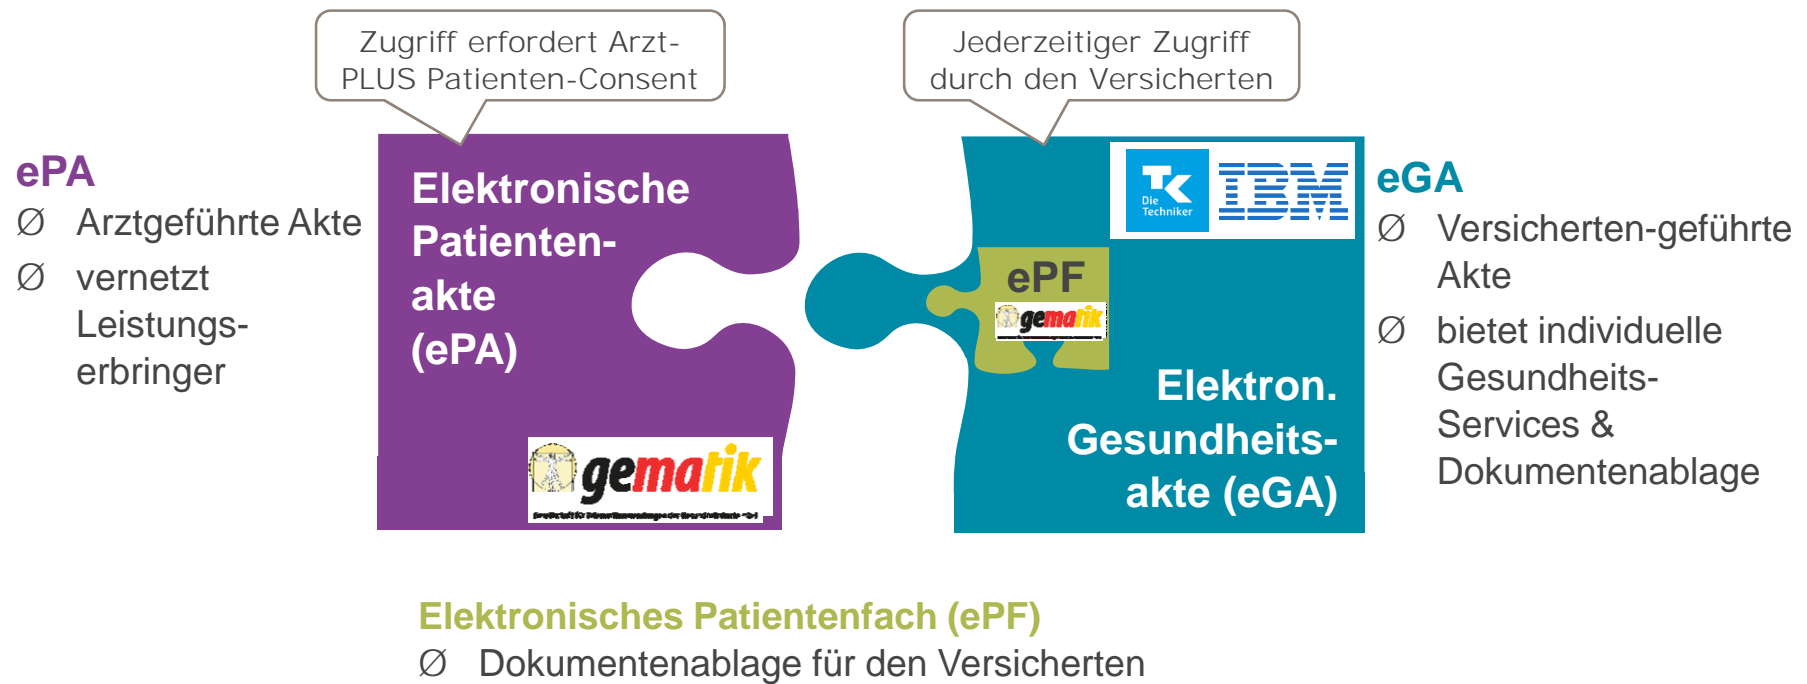 Zugriff erfordert Arzt-
PLUS Patienten-Consent
Jederzeitiger Zugriff
durch den Versicherten
ePA
Ø Arztgeführte Akte
Ø vernetzt
Leistungs-
erbringer
Elektronische
Patienten-
akte
(ePA)
gematik
Die
Techniker
IBM
ePF
gematik
Elektron.
Gesundheits-
akte (eGA)
eGA
Ø Versicherten-geführte
Akte
Ø bietet individuelle
Gesundheits-
Services &
Dokumentenablage
Elektronisches Patientenfach (ePF)
Ø Dokumentenablage für den Versicherten